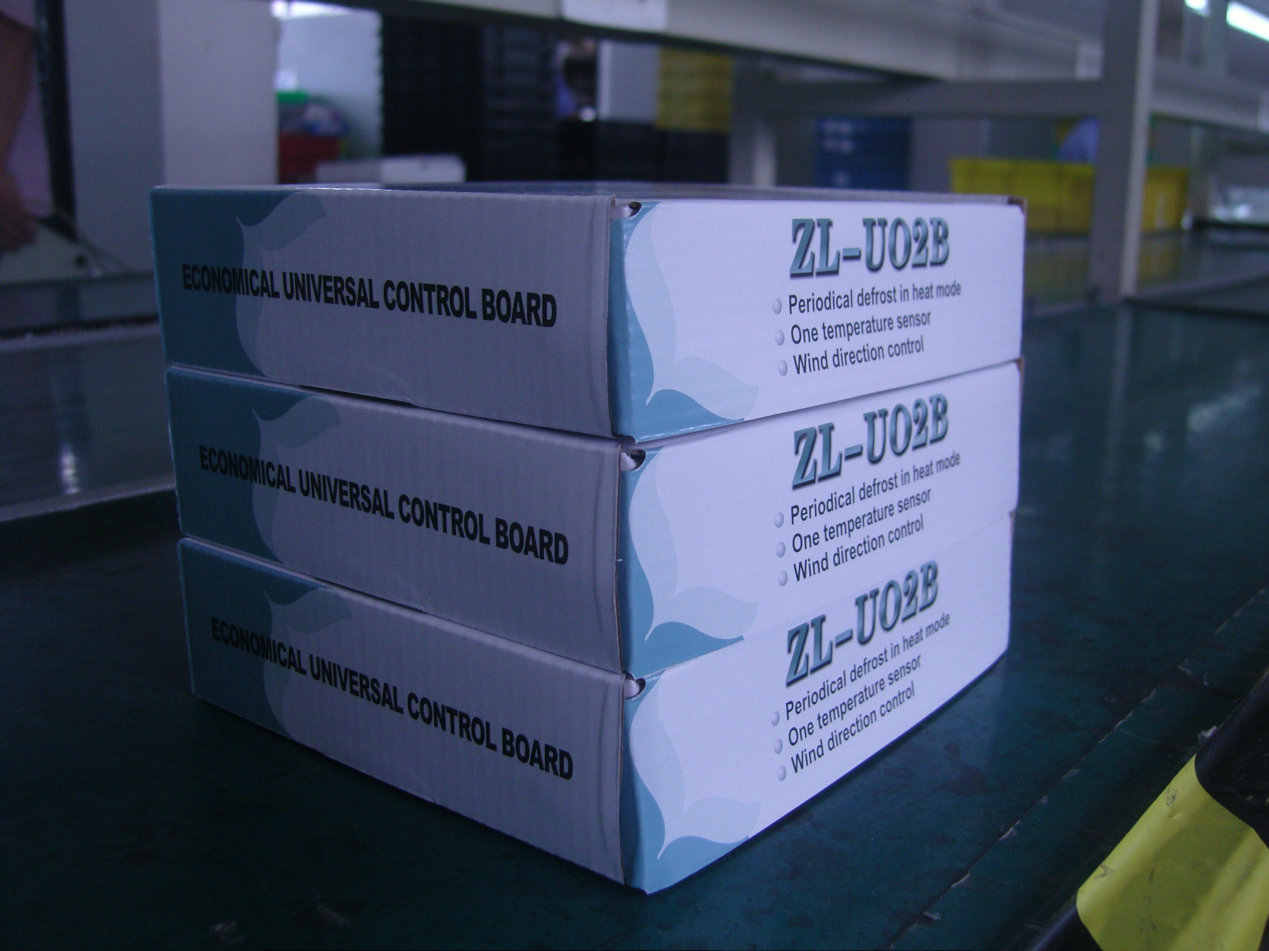 ECONOMICAL UNIVERSAL CONTROL BOARD
ZL-U02B
Periodical defrost in heat mode
One temperature sensor
Wind direction control
ECONOMICAL UNIVERSAL CONTROL BOARD
ZL-U02B
Periodical defrost in heat mode
One temperature sensor
Wind direction control
ECONOMICAL UNIVERSAL CONTROL BOARD
ZL-U02B
Periodical defrost in heat mode
One temperature sensor
Wind direction control